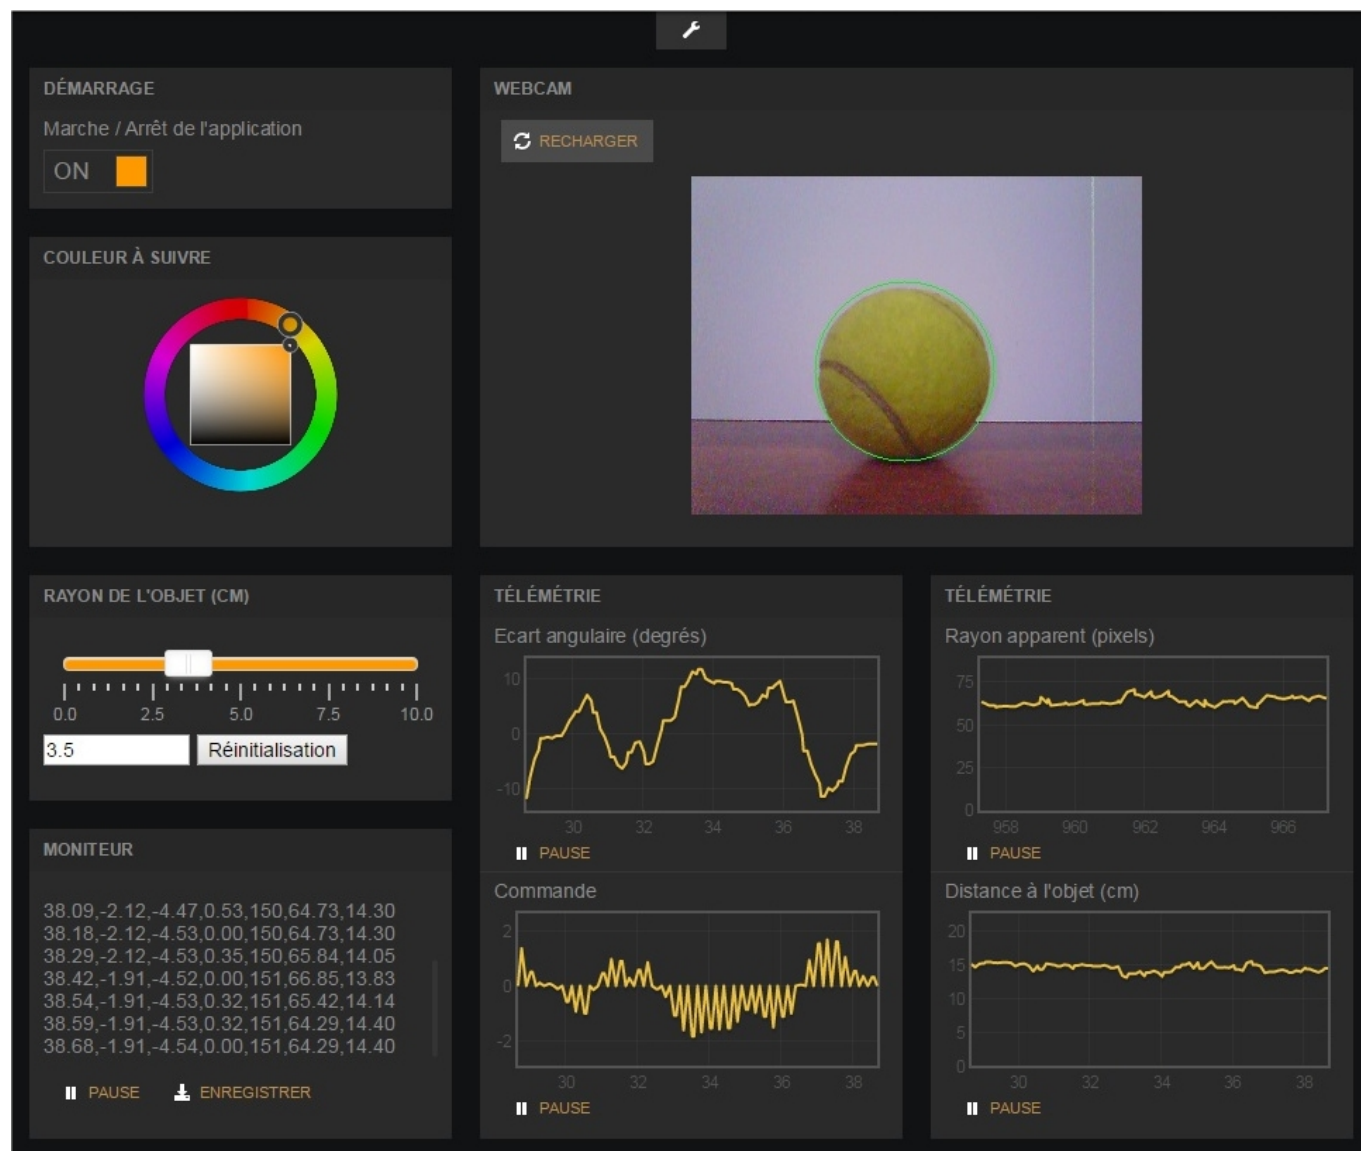 DÉMARRAGE
Marche / Arrêt de l'application
ON
WEBCAM
RECHARGER
COULEUR À SUIVRE
RAYON DE L'OBJET (CM)
0.0 2.5 5.0 7.5 10.0
3.5 Réinitialisation
MONITEUR
38.09,-2.12,-4.47,0.53,150,64.73,14.30
38.18,-2.12,-4.53,0.00,150,64.73,14.30
38.29,-2.12,-4.53,0.35,150,65.84,14.05
38.42,-1.91,-4.52,0.00,151,66.85,13.83
38.54,-1.91,-4.53,0.32,151,65.42,14.14
38.59,-1.91,-4.53,0.32,151,64.29,14.40
38.68,-1.91,-4.54,0.00,151,64.29,14.40
PAUSE ENREGISTRER
TÉLÉMÉTRIE
Ecart angulaire (degrés)
10
0
-10
30 32 34 36 38
PAUSE
Commande
2
0
-2
30 32 34 36 38
PAUSE
TÉLÉMÉTRIE
Rayon apparent (pixels)
75
50
25
0
958 960 962 964 966
PAUSE
Distance à l'objet (cm)
20
15
10
5
0
30 32 34 36 38
PAUSE